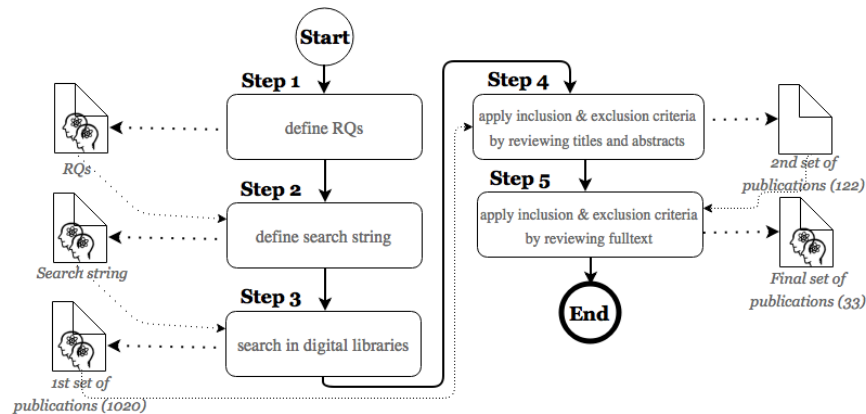 Start
Step 1
define RQs
RQs
Step 2
define search string
Search string
Step 3
search in digital libraries
1st set of
publications (1020)
Step 4
apply inclusion & exclusion criteria
by reviewing titles and abstracts
2nd set of
publications (122)
Step 5
apply inclusion & exclusion criteria
by reviewing fulltext
Final set of
publications (33)
End